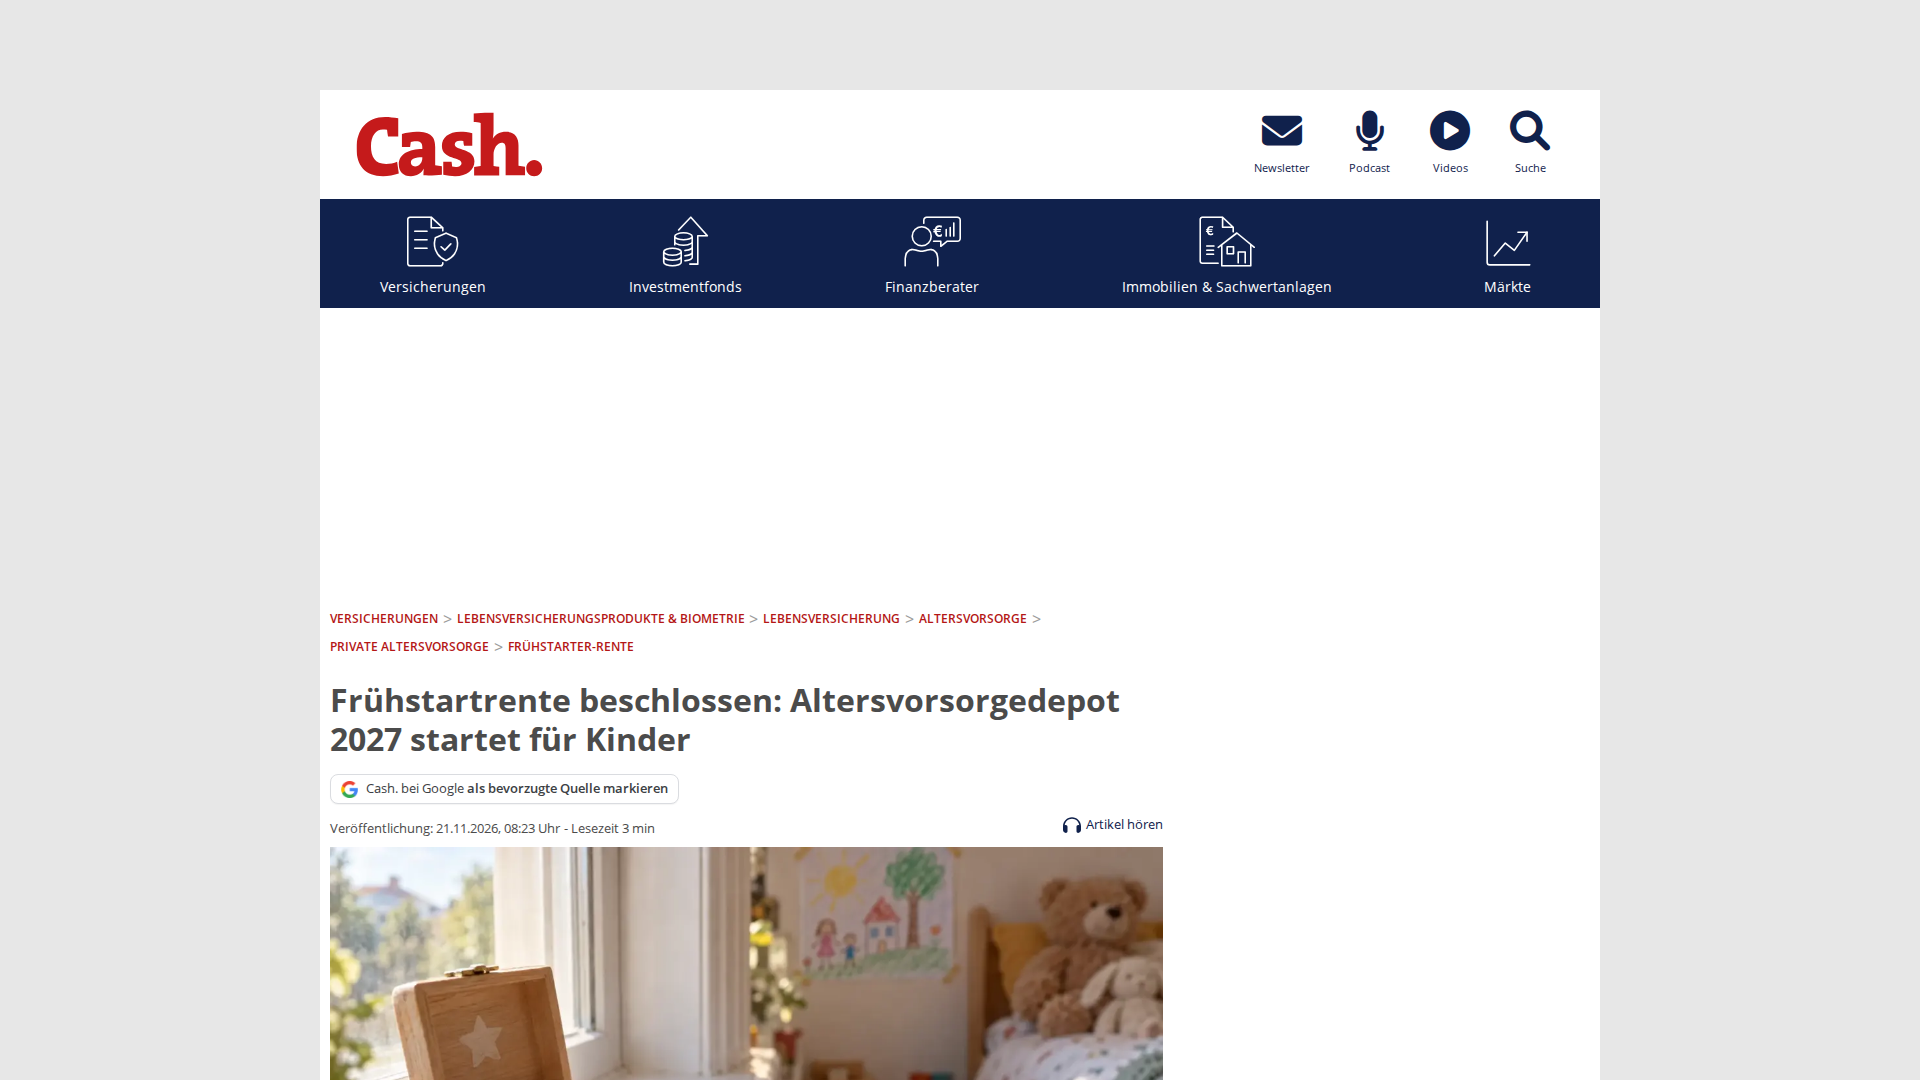 Cash.
Newsletter
Podcast
Videos
Suche
Versicherungen
Investmentfonds
Finanzberater
Immobilien & Sachwertanlagen
Märkte
VERSICHERUNGEN > LEBENSVERSICHERUNGSPRODUKTE & BIOMETRIE > LEBENSVERSICHERUNG > ALTERSVORSORGE >
PRIVATE ALTERSVORSORGE > FRÜHSTARTER-RENTE
Frühstartrente beschlossen: Altersvorsorgedepot
2027 startet für Kinder
Cash. bei Google als bevorzugte Quelle markieren
Veröffentlichung: 21.11.2026, 08:23 Uhr - Lesezeit 3 min
Artikel hören